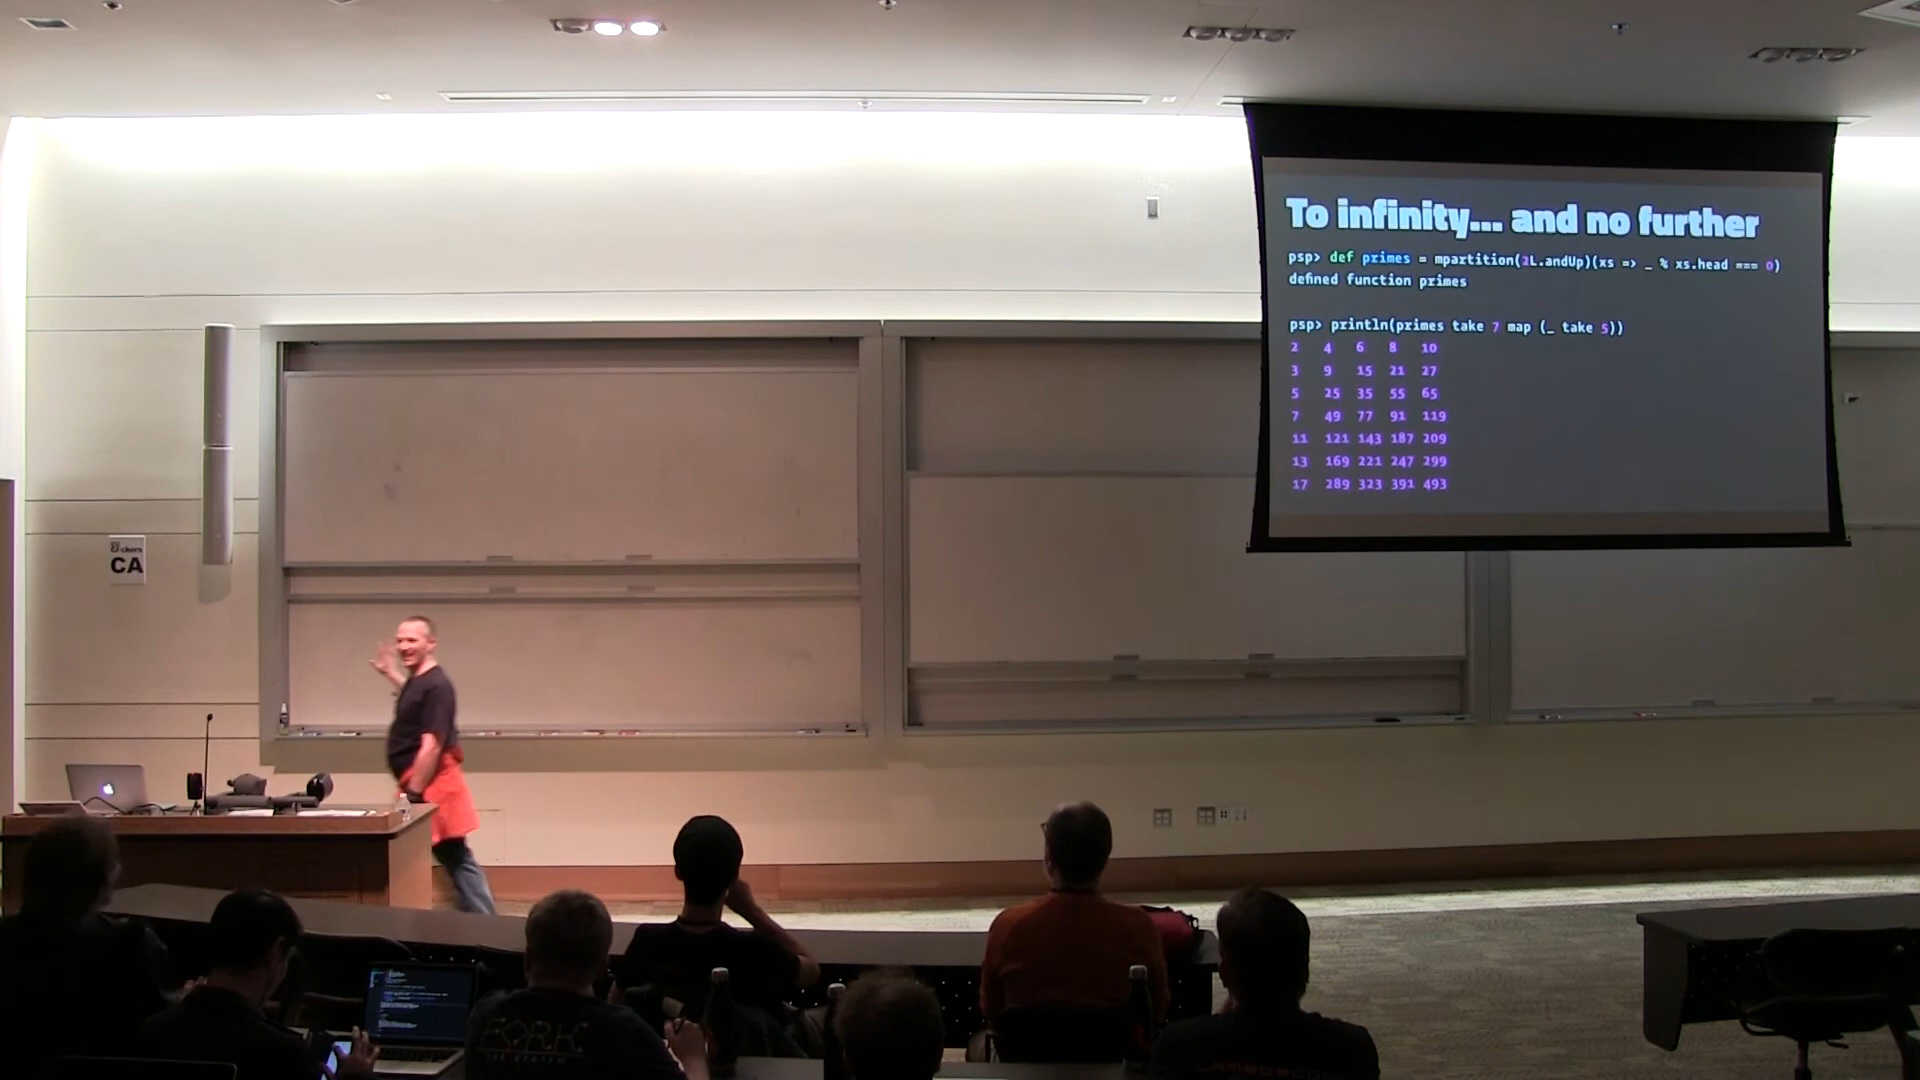 To infinity... and no further
psp> def primes = mpartition(2L.andUp)(xs => _ % xs.head === 0)
defined function primes
psp> println(primes take 7 map (_ take 5))
2 4 6 8 10
3 9 15 21 27
5 25 35 55 65
7 49 77 91 119
11 121 143 187 209
13 169 221 247 299
17 289 323 391 493
CA
FORK